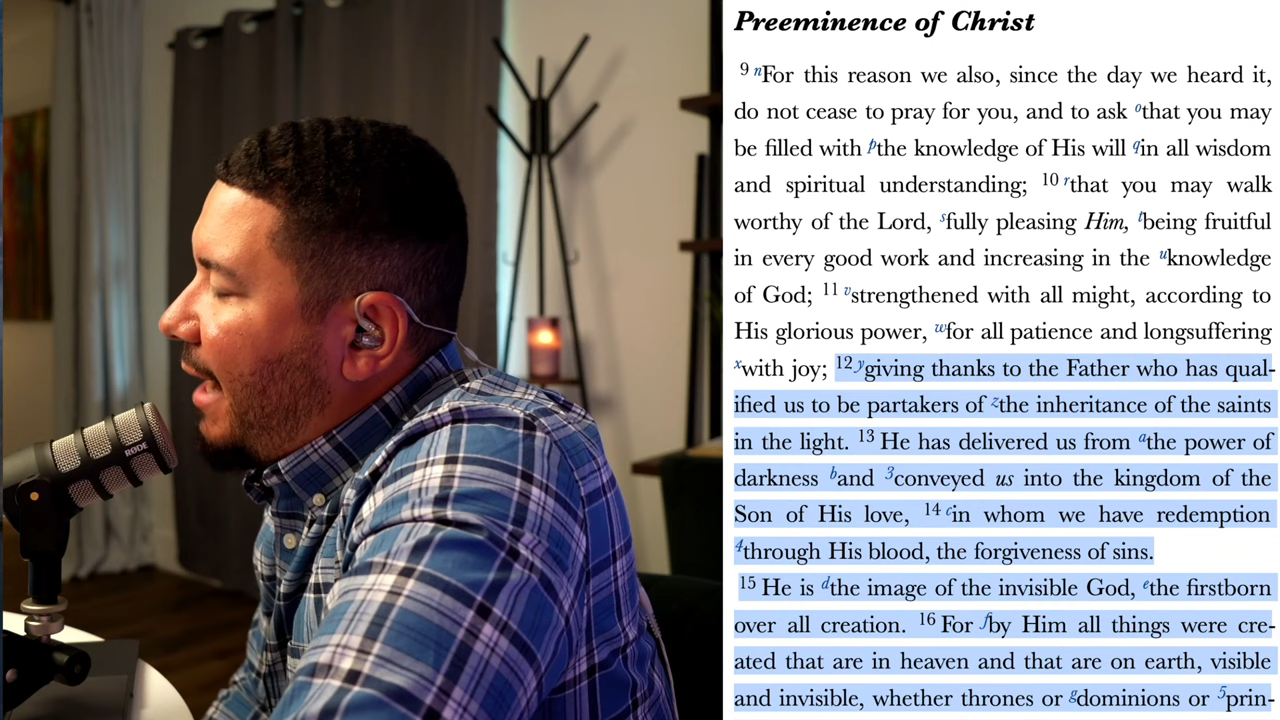 Preeminence of Christ
9 nFor this reason we also, since the day we heard it,
do not cease to pray for you, and to ask othat you may
be filled with pthe knowledge of His will qin all wisdom
and spiritual understanding; 10 rthat you may walk
worthy of the Lord, sfully pleasing Him, tbeing fruitful
in every good work and increasing in the uknowledge
of God; 11 vstrengthened with all might, according to
His glorious power, wfor all patience and longsuffering
xwith joy; 12 ygiving thanks to the Father who has qual-
ified us to be partakers of zthe inheritance of the saints
in the light. 13 He has delivered us from athe power of
darkness band 3conveyed us into the kingdom of the
Son of His love, 14 cin whom we have redemption
4through His blood, the forgiveness of sins.
15 He is dthe image of the invisible God, ethe firstborn
over all creation. 16 For fby Him all things were cre-
ated that are in heaven and that are on earth, visible
and invisible, whether thrones or gdominions or 5prin-
RØDE